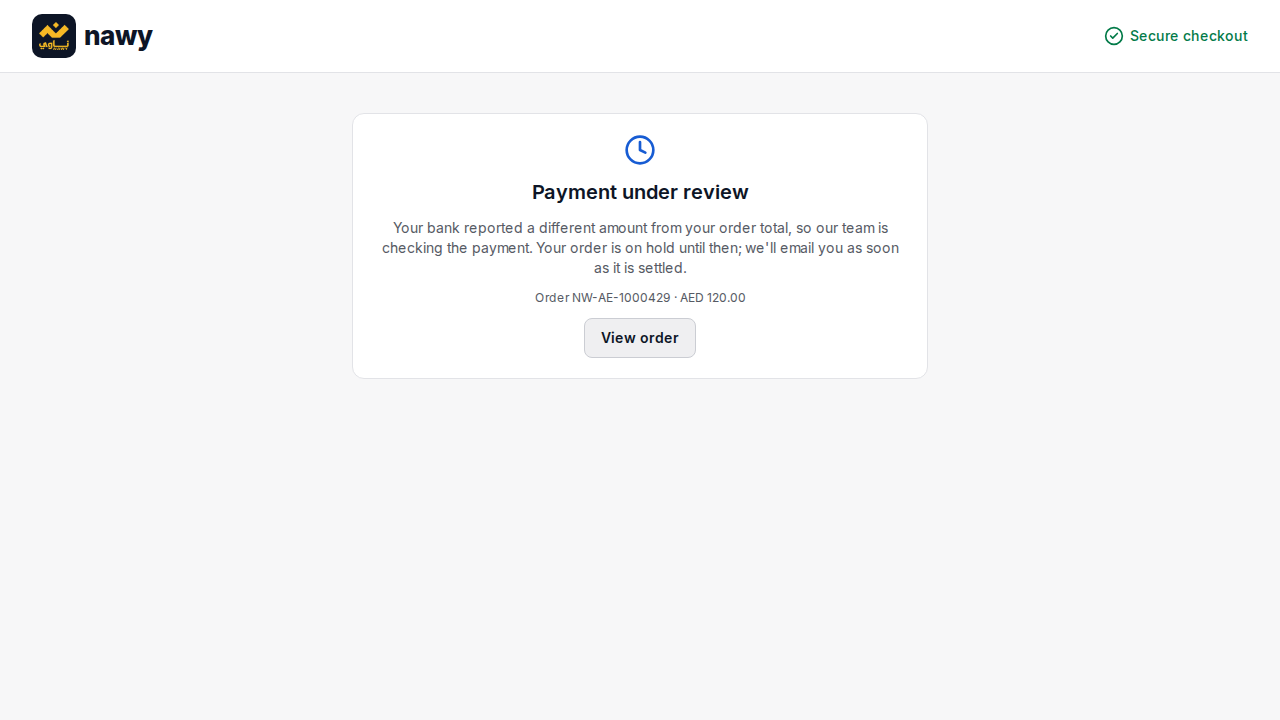 ناوي
NAWY
nawy
Secure checkout
Payment under review
Your bank reported a different amount from your order total, so our team is
checking the payment. Your order is on hold until then; we'll email you as soon
as it is settled.
Order NW-AE-1000429 · AED 120.00
View order